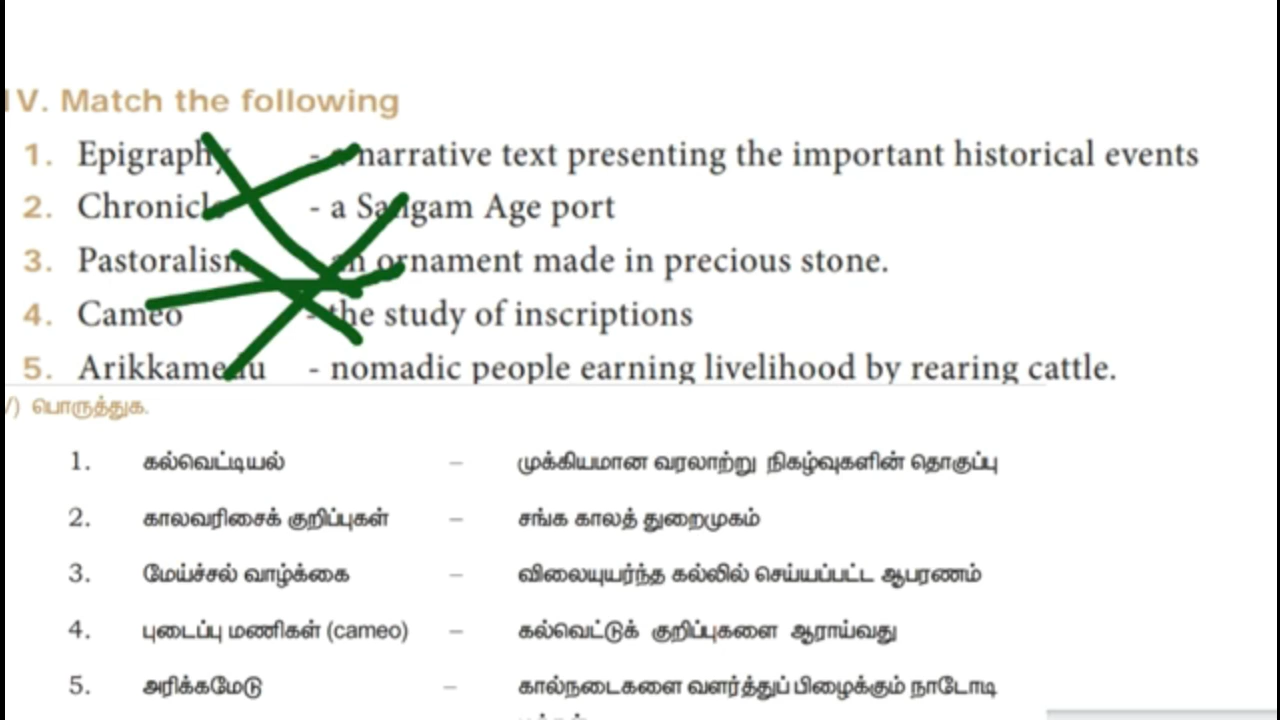 IV. Match the following
1. Epigraphy - a narrative text presenting the important historical events
2. Chronicle - a Sangam Age port
3. Pastoralism - an ornament made in precious stone.
4. Cameo - the study of inscriptions
5. Arikkamedu - nomadic people earning livelihood by rearing cattle.
V) பொருத்துக.
1. கல்வெட்டியல் – முக்கியமான வரலாற்று நிகழ்வுகளின் தொகுப்பு
2. காலவரிசைக் குறிப்புகள் – சங்க காலத் துறைமுகம்
3. மேய்ச்சல் வாழ்க்கை – விலையுயர்ந்த கல்லில் செய்யப்பட்ட ஆபரணம்
4. புடைப்பு மணிகள் (cameo) – கல்வெட்டுக் குறிப்புகளை ஆராய்வது
5. அரிக்கமேடு – கால்நடைகளை வளர்த்துப் பிழைக்கும் நாடோடி